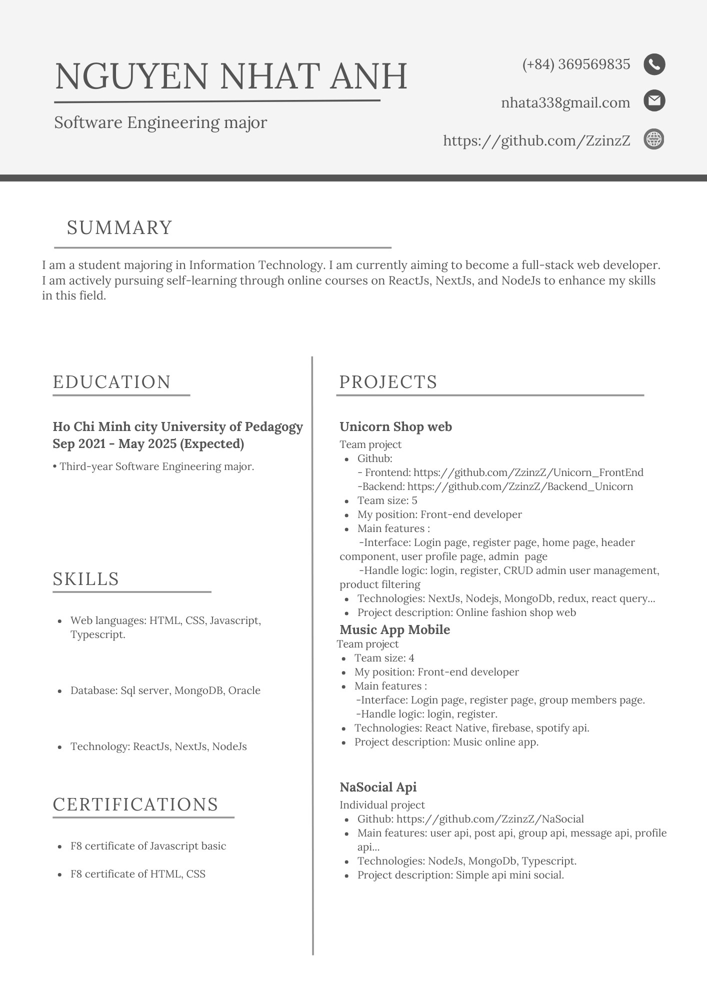 NGUYEN NHAT ANH
Software Engineering major
(+84) 369569835
nhata338gmail.com
https://github.com/ZzinzZ
SUMMARY
I am a student majoring in Information Technology. I am currently aiming to become a full-stack web developer.
I am actively pursuing self-learning through online courses on ReactJs, NextJs, and NodeJs to enhance my skills
in this field.
EDUCATION
Ho Chi Minh city University of Pedagogy
Sep 2021 - May 2025 (Expected)
• Third-year Software Engineering major.
SKILLS
• Web languages: HTML, CSS, Javascript,
Typescript.
• Database: Sql server, MongoDB, Oracle
• Technology: ReactJs, NextJs, NodeJs
CERTIFICATIONS
• F8 certificate of Javascript basic
• F8 certificate of HTML, CSS
PROJECTS
Unicorn Shop web
Team project
• Github:
- Frontend: https://github.com/ZzinzZ/Unicorn_FrontEnd
-Backend: https://github.com/ZzinzZ/Backend_Unicorn
• Team size: 5
• My position: Front-end developer
• Main features :
-Interface: Login page, register page, home page, header
component, user profile page, admin  page
-Handle logic: login, register, CRUD admin user management,
product filtering
• Technologies: NextJs, Nodejs, MongoDb, redux, react query...
• Project description: Online fashion shop web
Music App Mobile
Team project
• Team size: 4
• My position: Front-end developer
• Main features :
-Interface: Login page, register page, group members page.
-Handle logic: login, register.
• Technologies: React Native, firebase, spotify api.
• Project description: Music online app.
NaSocial Api
Individual project
• Github: https://github.com/ZzinzZ/NaSocial
• Main features: user api, post api, group api, message api, profile
api...
• Technologies: NodeJs, MongoDb, Typescript.
• Project description: Simple api mini social.